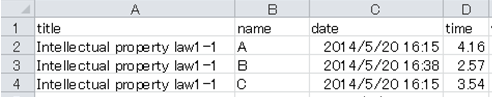 A B C D
1 title name date time
2 Intellectual property law1-1 A 2014/5/20 16:15 4.16
3 Intellectual property law1-1 B 2014/5/20 16:38 2.57
4 Intellectual property law1-1 C 2014/5/20 16:15 3.54